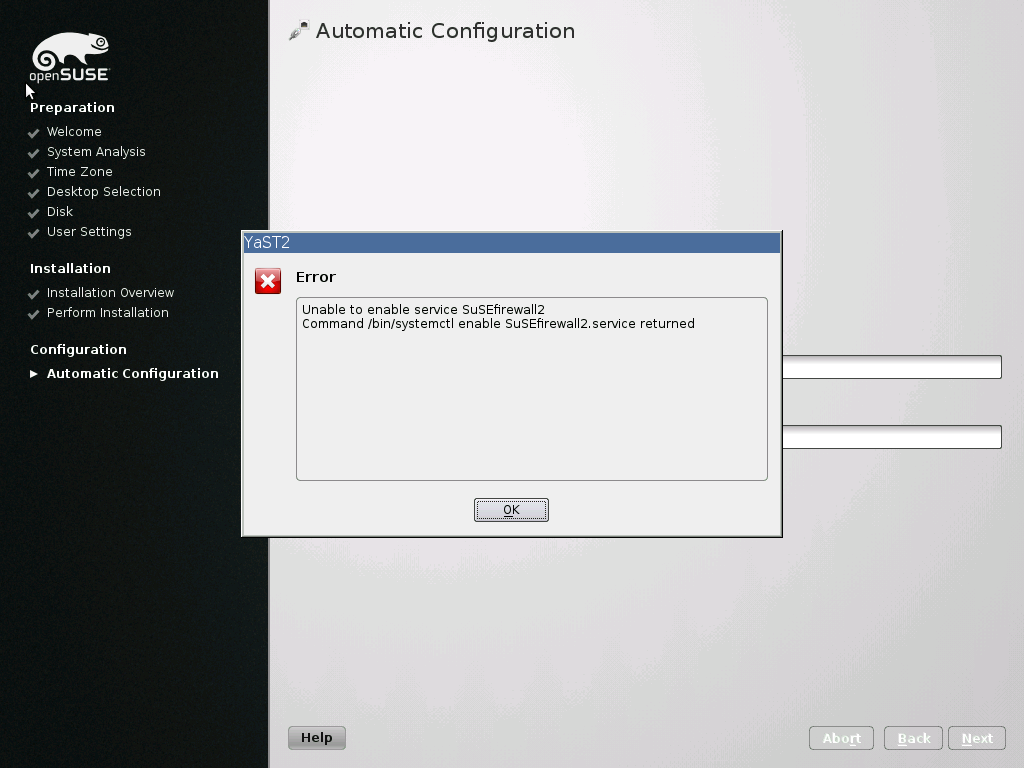 openSUSE
Preparation
Welcome
System Analysis
Time Zone
Desktop Selection
Disk
User Settings
Installation
Installation Overview
Perform Installation
Configuration
Automatic Configuration
Automatic Configuration
YaST2
Error
Unable to enable service SuSEfirewall2
Command /bin/systemctl enable SuSEfirewall2.service returned
OK
Help
Abort
Back
Next